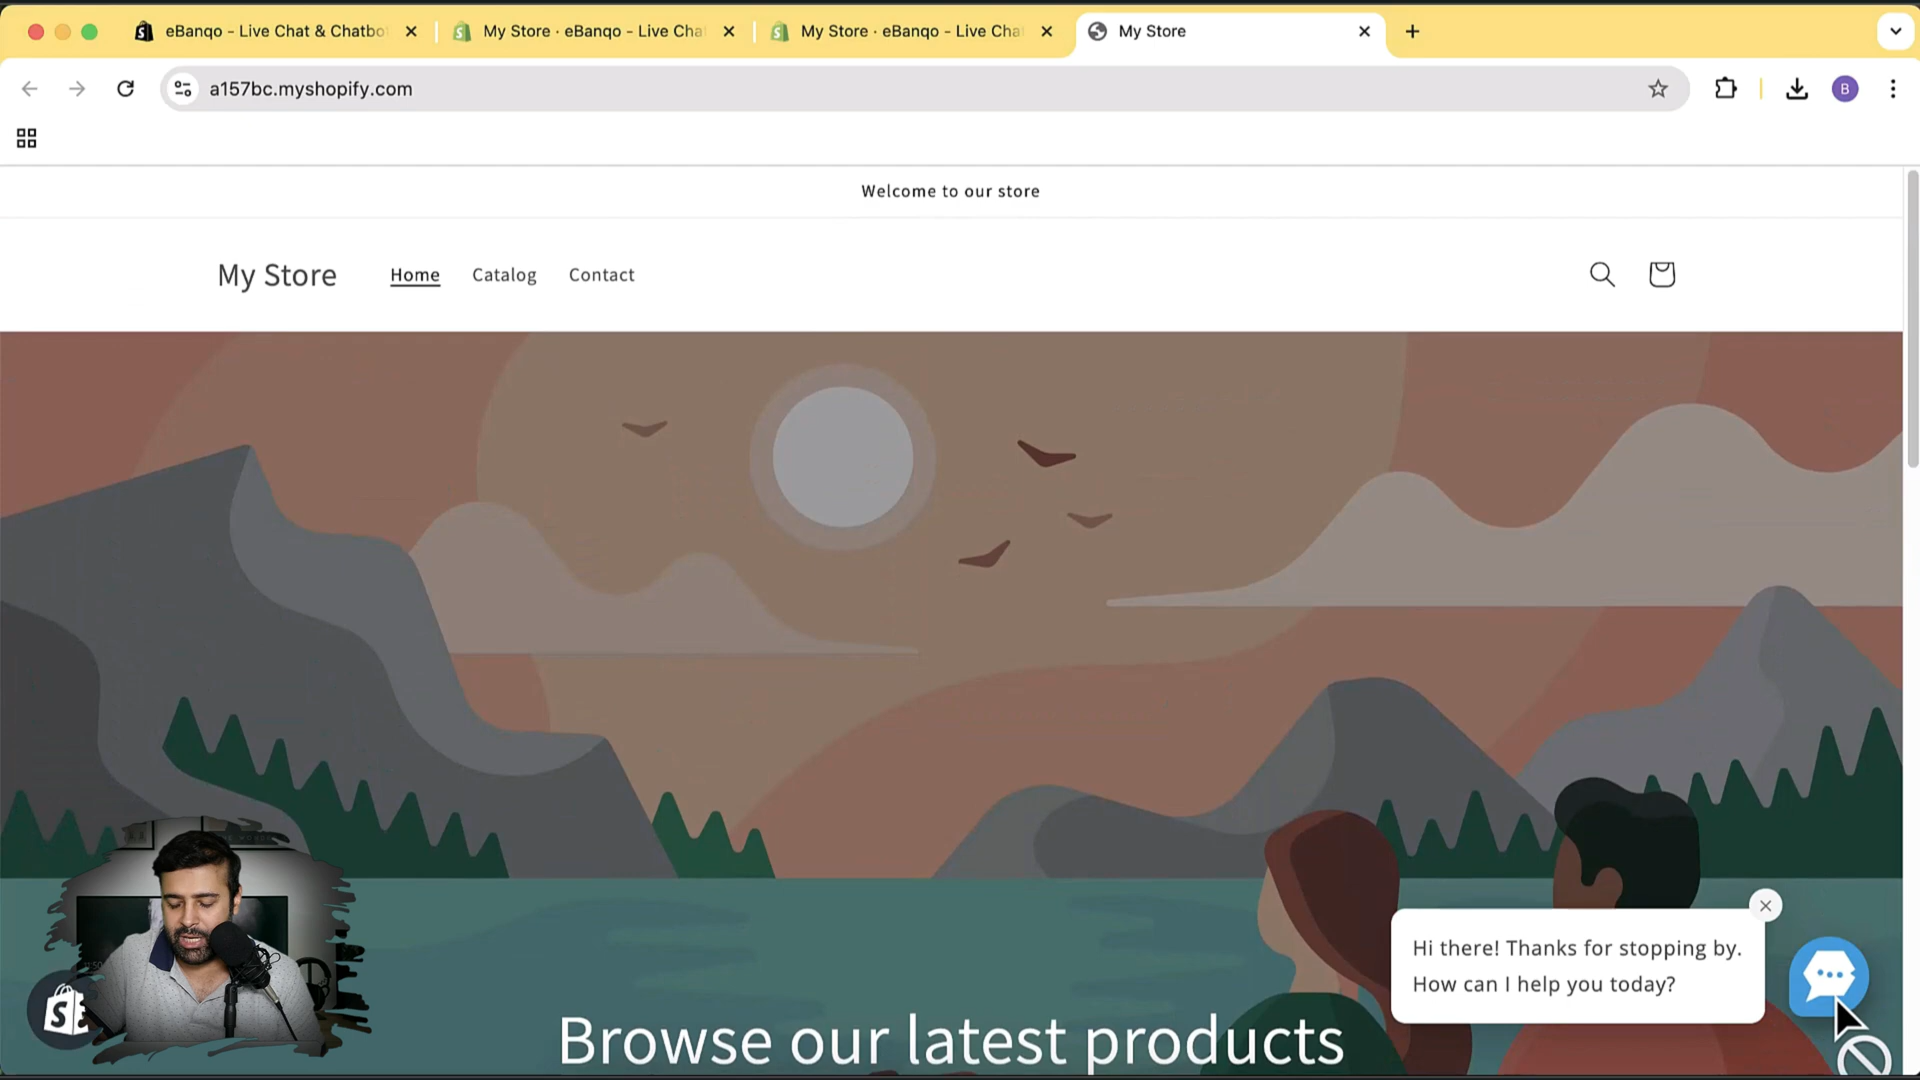 eBanqo - Live Chat & Chatbo
My Store · eBanqo - Live Cha
My Store · eBanqo - Live Cha
My Store
a157bc.myshopify.com
B
Welcome to our store
My Store
Home
Catalog
Contact
Hi there! Thanks for stopping by.
How can I help you today?
Browse our latest products